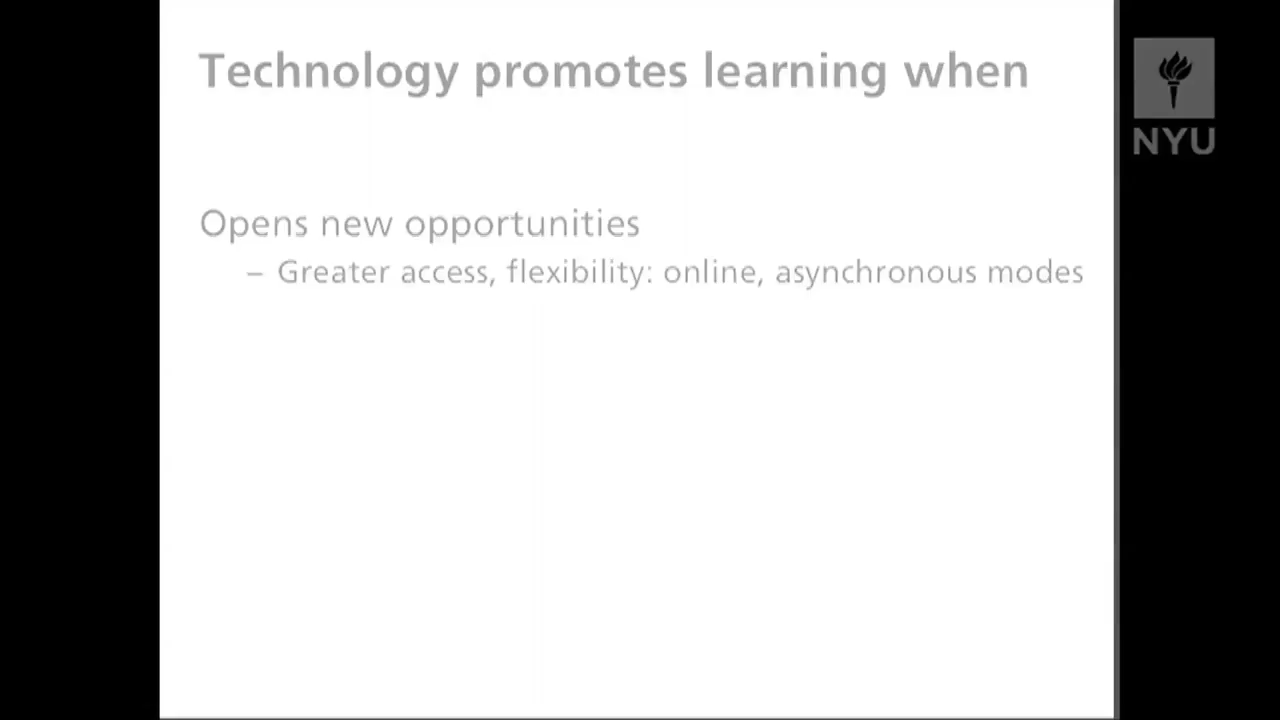 Technology promotes learning when
NYU
Opens new opportunities
– Greater access, flexibility: online, asynchronous modes